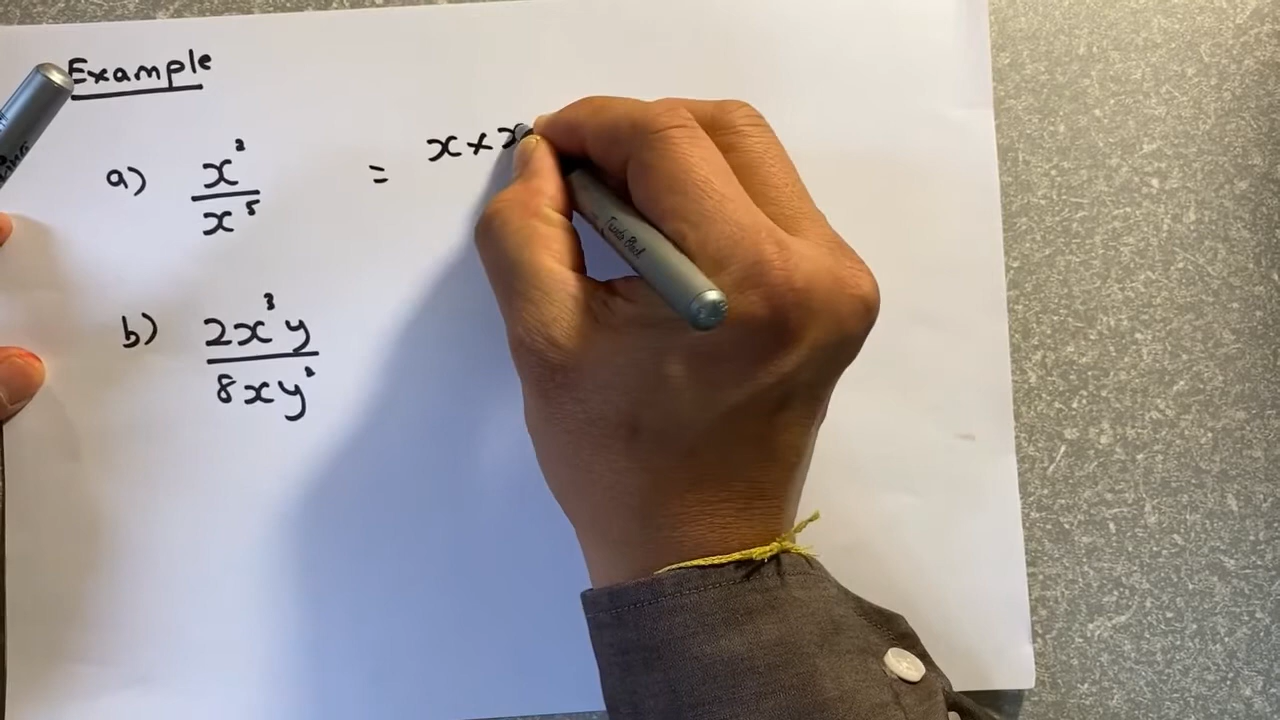 Example
a) x² / x⁵ = x × x
b) 2x³y / 8xy²